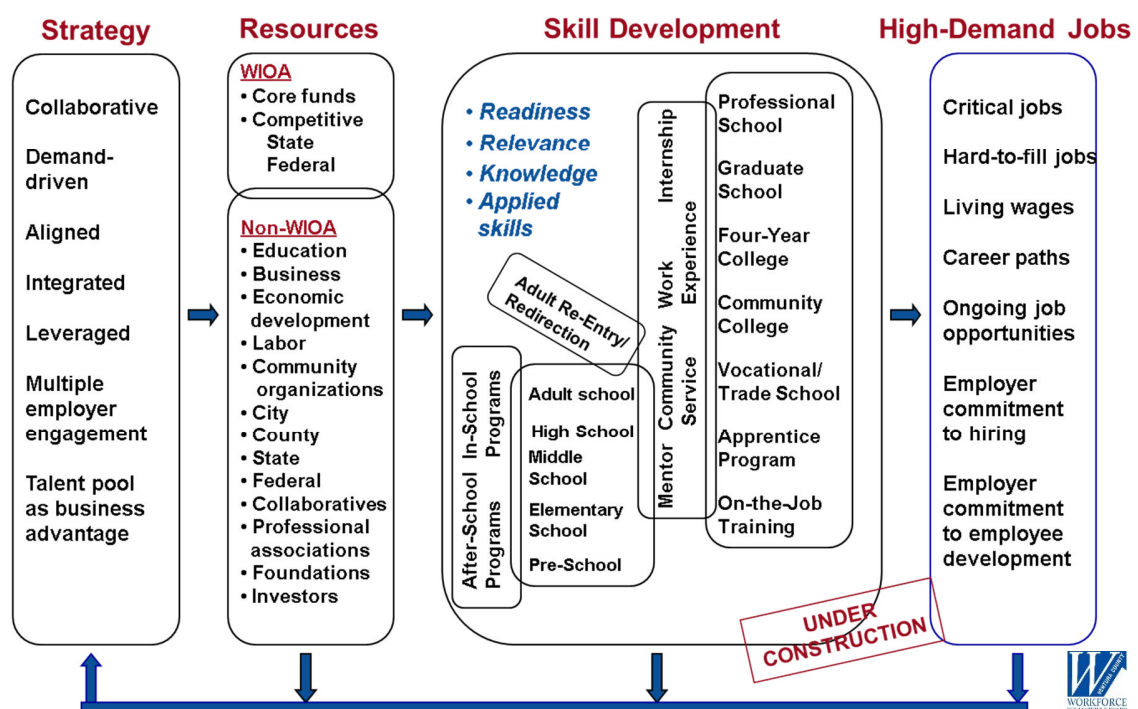 Strategy
Collaborative
Demand-
driven
Aligned
Integrated
Leveraged
Multiple
employer
engagement
Talent pool
as business
advantage
Resources
WIOA
• Core funds
• Competitive
State
Federal
Non-WIOA
• Education
• Business
• Economic
development
• Labor
• Community
organizations
• City
• County
• State
• Federal
• Collaboratives
• Professional
associations
• Foundations
• Investors
Skill Development
• Readiness
• Relevance
• Knowledge
• Applied
skills
Adult Re-Entry/
Redirection
After-School In-School
Programs Programs
Adult school
High School
Middle
School
Elementary
School
Pre-School
Mentor Community Work Internship
Service Experience
Professional
School
Graduate
School
Four-Year
College
Community
College
Vocational/
Trade School
Apprentice
Program
On-the-Job
Training
UNDER
CONSTRUCTION
High-Demand Jobs
Critical jobs
Hard-to-fill jobs
Living wages
Career paths
Ongoing job
opportunities
Employer
commitment
to hiring
Employer
commitment
to employee
development
W
VENTURA COUNTY
WORKFORCE